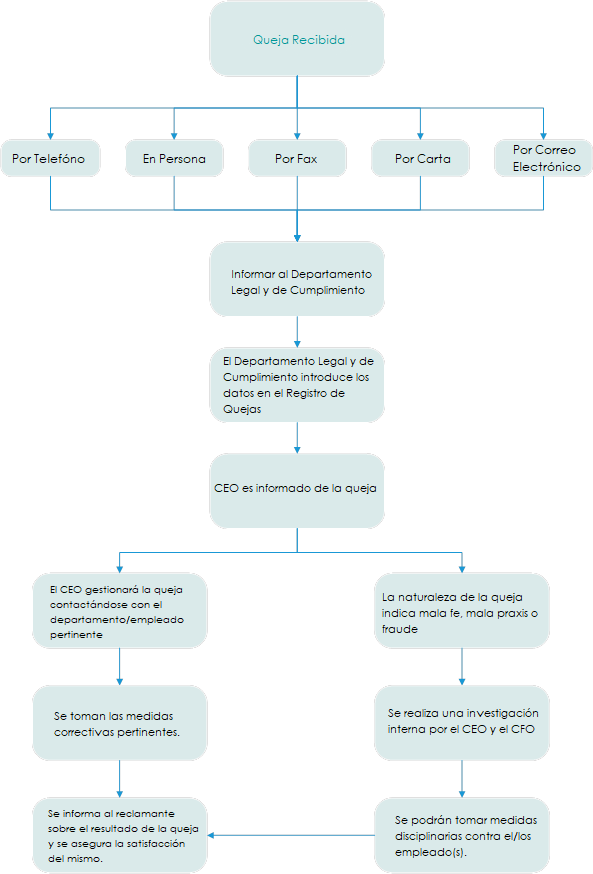 Queja Recibida
Por Telefóno
En Persona
Por Fax
Por Carta
Por Correo
Electrónico
Informar al Departamento
Legal y de Cumplimiento
El Departamento Legal y de
Cumplimiento introduce los
datos en el Registro de
Quejas
CEO es informado de la queja
El CEO gestionará la queja
contactándose con el
departamento/empleado
pertinente
La naturaleza de la queja
indica mala fe, mala praxis o
fraude
Se toman las medidas
correctivas pertinentes.
Se realiza una investigación
interna por el CEO y el CFO
Se informa al reclamante
sobre el resultado de la queja
y se asegura la satisfacción
del mismo.
Se podrán tomar medidas
disciplinarias contra el/los
empleado(s).